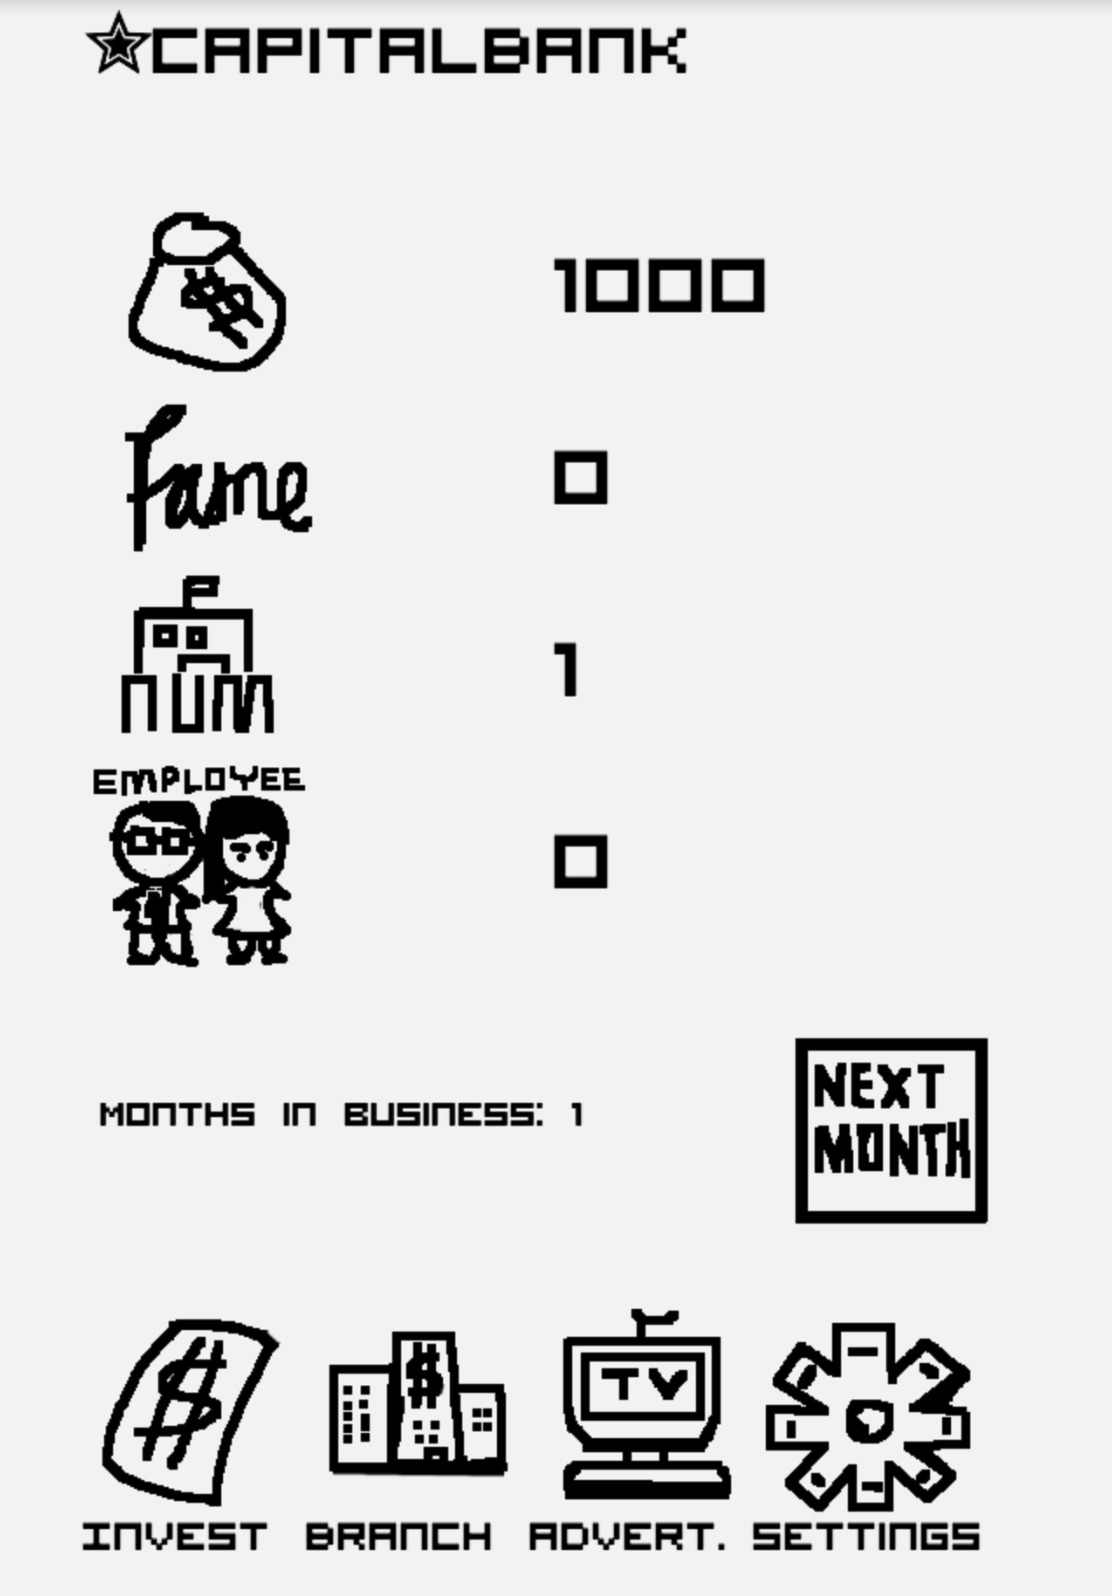 CAPITALBANK
$
1000
Fame
0
NUM
1
EMPLOYEE
0
NEXT
MONTH
MONTHS IN BUSINESS: 1
$
$
TV
INVEST BRANCH ADVERT. SETTINGS